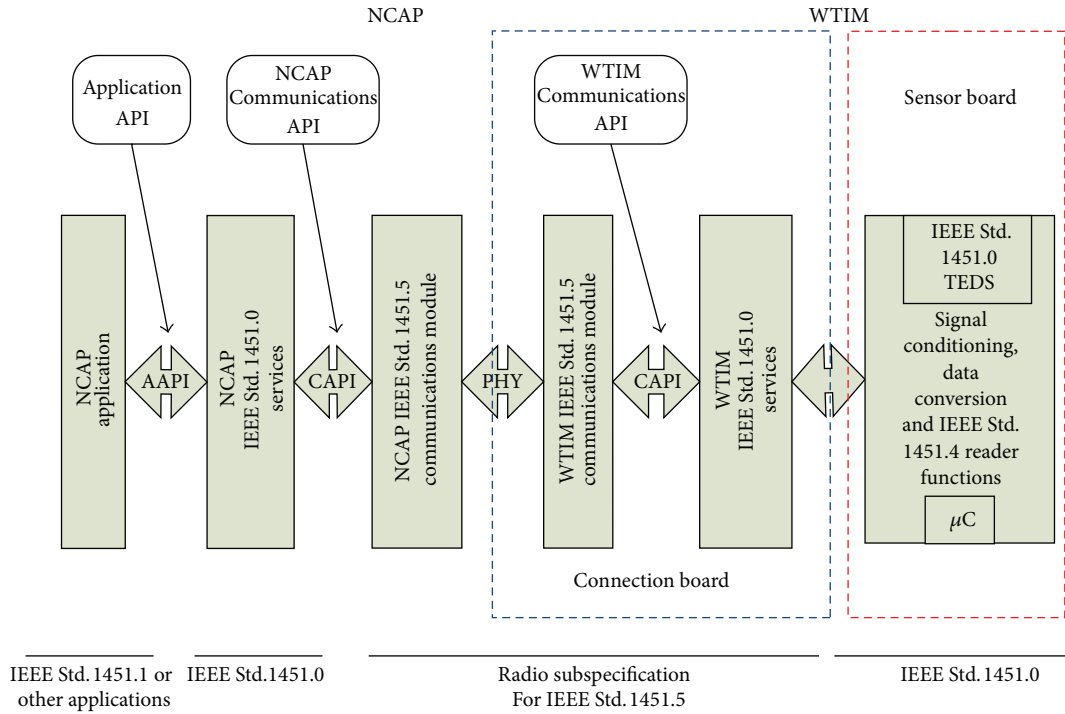 NCAP
WTIM
Application
API
NCAP
Communications
API
WTIM
Communications
API
Sensor board
NCAP
application
AAPI
NCAP
IEEE Std. 1451.0
services
CAPI
NCAP IEEE Std. 1451.5
communications module
PHY
WTIM IEEE Std. 1451.5
communications module
CAPI
WTIM
IEEE Std. 1451.0
services
IEEE Std.
1451.0
TEDS
Signal
conditioning,
data
conversion
and IEEE Std.
1451.4 reader
functions
μC
Connection board
IEEE Std. 1451.1 or
other applications
IEEE Std. 1451.0
Radio subspecification
For IEEE Std. 1451.5
IEEE Std. 1451.0